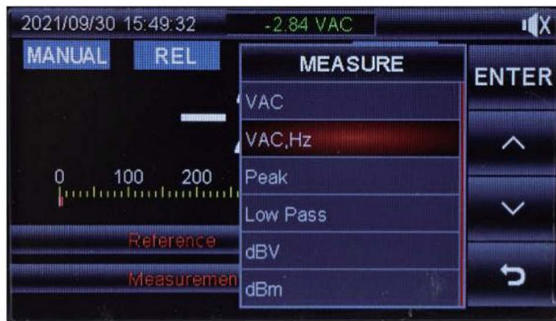 2021/09/30 15:49:32 -2.84 VAC
MANUAL REL
MEASURE
ENTER
VAC
VAC,Hz
Peak
Low Pass
dBV
dBm
0 100 200
Reference
Measuremen